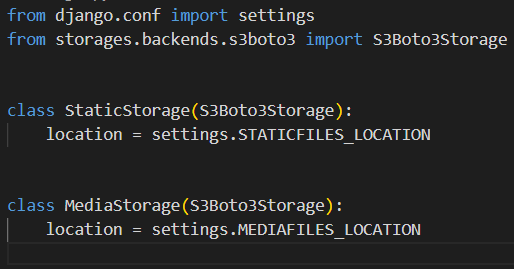 from django.conf import settings
from storages.backends.s3boto3 import S3Boto3Storage
class StaticStorage(S3Boto3Storage):
    location = settings.STATICFILES_LOCATION
class MediaStorage(S3Boto3Storage):
    location = settings.MEDIAFILES_LOCATION